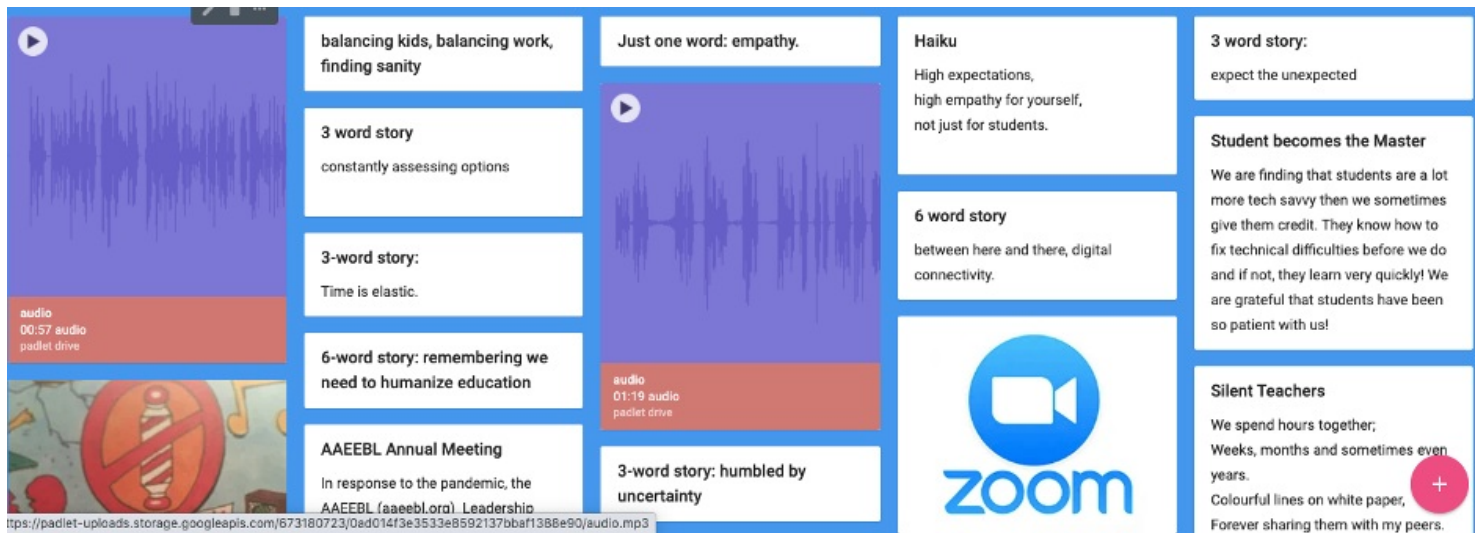 audio
00:57 audio
padlet drive
balancing kids, balancing work,
finding sanity
3 word story
constantly assessing options
3-word story:
Time is elastic.
6-word story: remembering we
need to humanize education
AAEEBL Annual Meeting
In response to the pandemic, the
AAEEBL (aaeebl.org) Leadership
ttps://padlet-uploads.storage.googleapis.com/673180723/0ad014f3e3533e8592137bbaf1388e90/audio.mp3
Just one word: empathy.
audio
01:19 audio
padlet drive
3-word story: humbled by
uncertainty
Haiku
High expectations,
high empathy for yourself,
not just for students.
6 word story
between here and there, digital
connectivity.
zoom
3 word story:
expect the unexpected
Student becomes the Master
We are finding that students are a lot
more tech savvy then we sometimes
give them credit. They know how to
fix technical difficulties before we do
and if not, they learn very quickly! We
are grateful that students have been
so patient with us!
Silent Teachers
We spend hours together;
Weeks, months and sometimes even
years.
Colourful lines on white paper,
Forever sharing them with my peers.